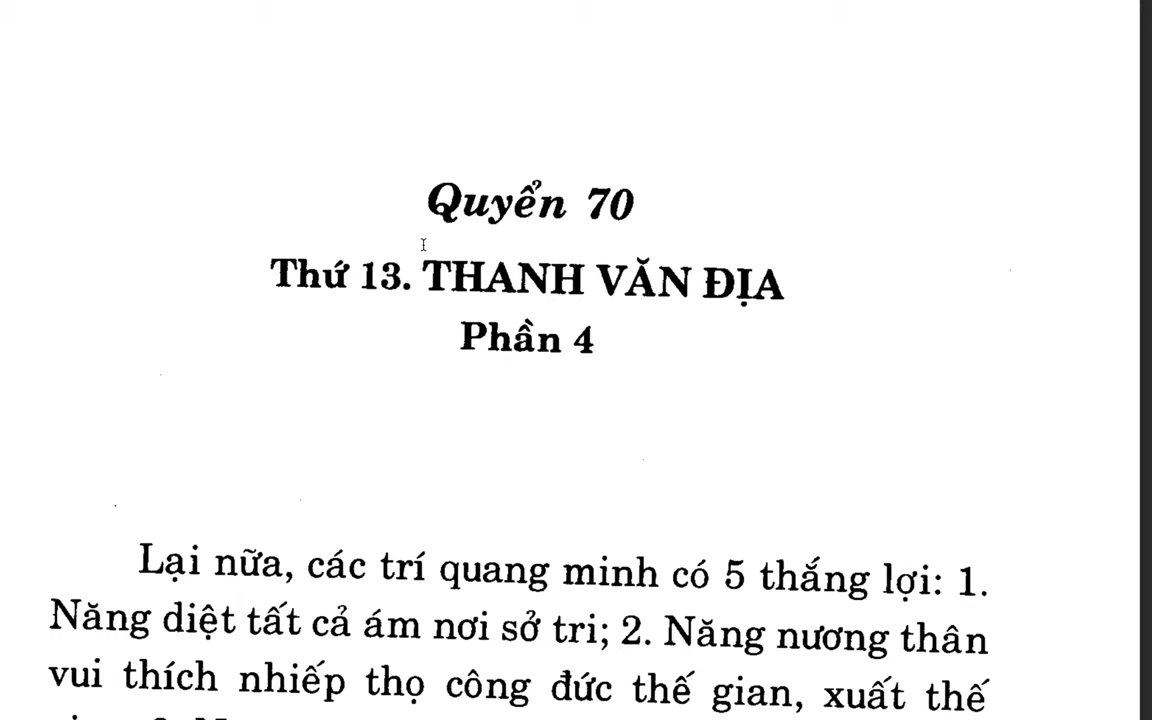 Quyển 70
Thứ 13. THANH VĂN ĐỊA
Phần 4
Lại nữa, các trí quang minh có 5 thắng lợi: 1.
Năng diệt tất cả ám nơi sở tri; 2. Năng nương thân
vui thích nhiếp thọ công đức thế gian, xuất thế